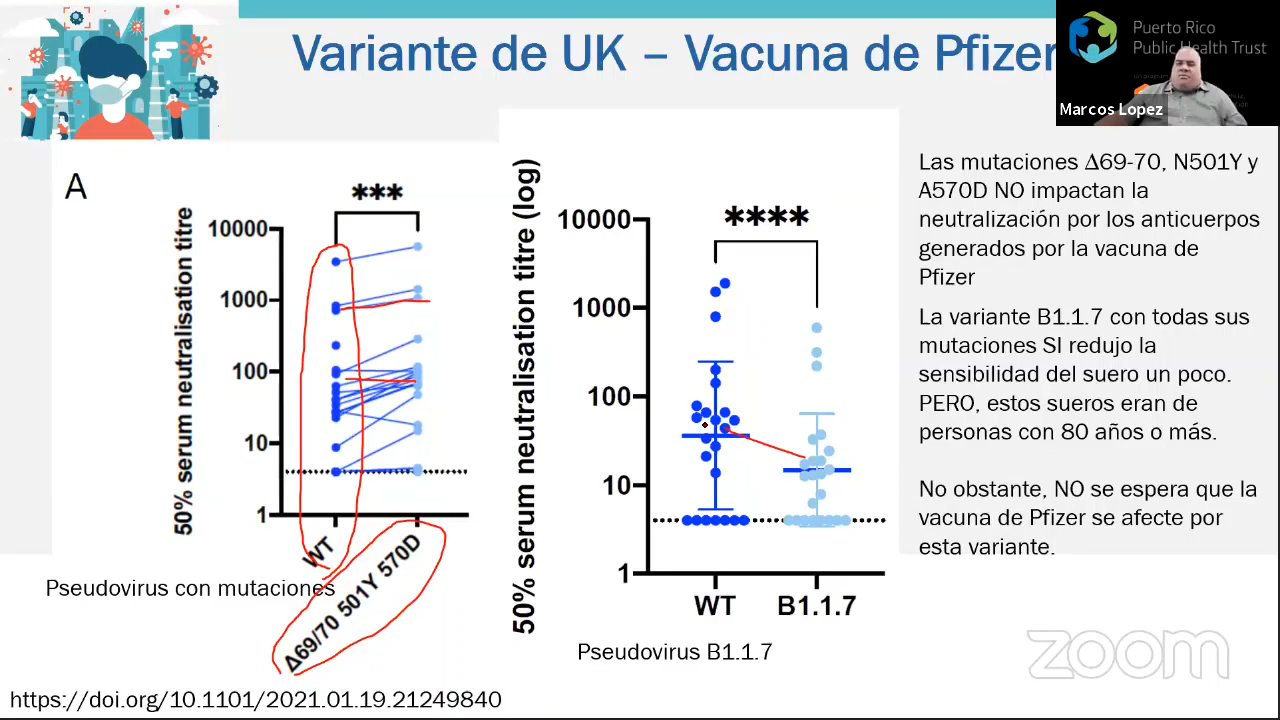 Variante de UK – Vacuna de Pfizer
Puerto Rico
Public Health Trust
Marcos Lopez
A
50% serum neutralisation titre
10000
1000
100
10
1
***
WT
Δ69/70 501Y 570D
Pseudovirus con mutaciones
50% serum neutralisation titre (log)
10000
1000
100
10
1
****
WT
B1.1.7
Pseudovirus B1.1.7
Las mutaciones Δ69-70, N501Y y
A570D NO impactan la
neutralización por los anticuerpos
generados por la vacuna de
Pfizer
La variante B1.1.7 con todas sus
mutaciones SI redujo la
sensibilidad del suero un poco.
PERO, estos sueros eran de
personas con 80 años o más.
No obstante, NO se espera que la
vacuna de Pfizer se afecte por
esta variante.
zoom
https://doi.org/10.1101/2021.01.19.21249840